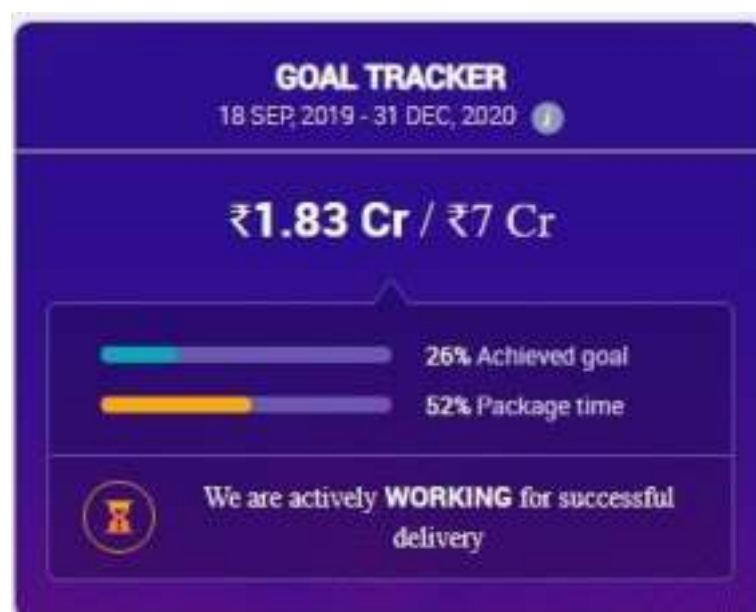 GOAL TRACKER
18 SEP, 2019 - 31 DEC, 2020 i
₹1.83 Cr / ₹7 Cr
26% Achieved goal
52% Package time
We are actively WORKING for successful
delivery